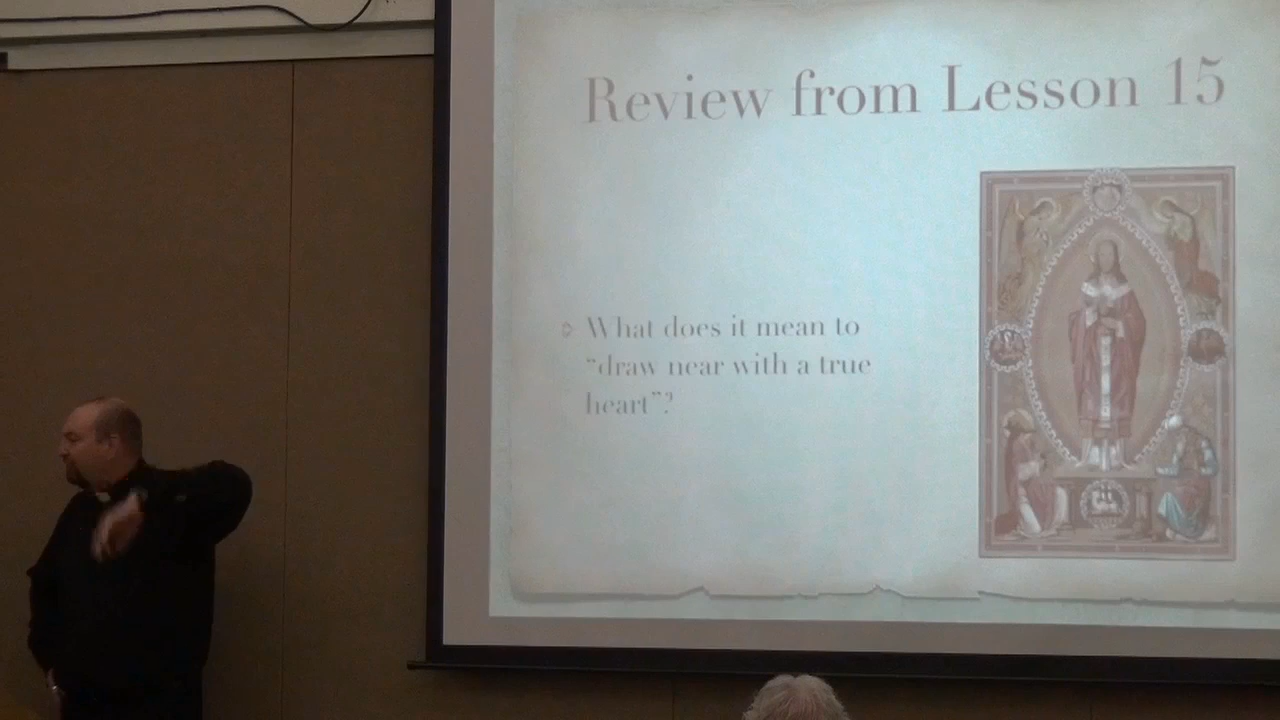 Review from Lesson 15
What does it mean to
“draw near with a true
heart”?